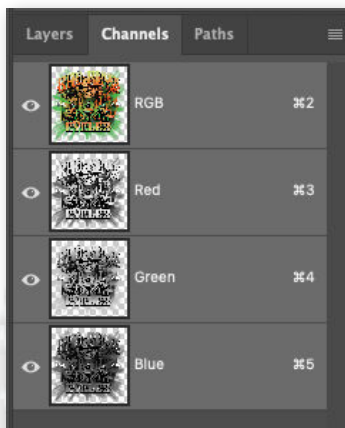 Layers Channels Paths
RGB ⌘2
Red ⌘3
Green ⌘4
Blue ⌘5